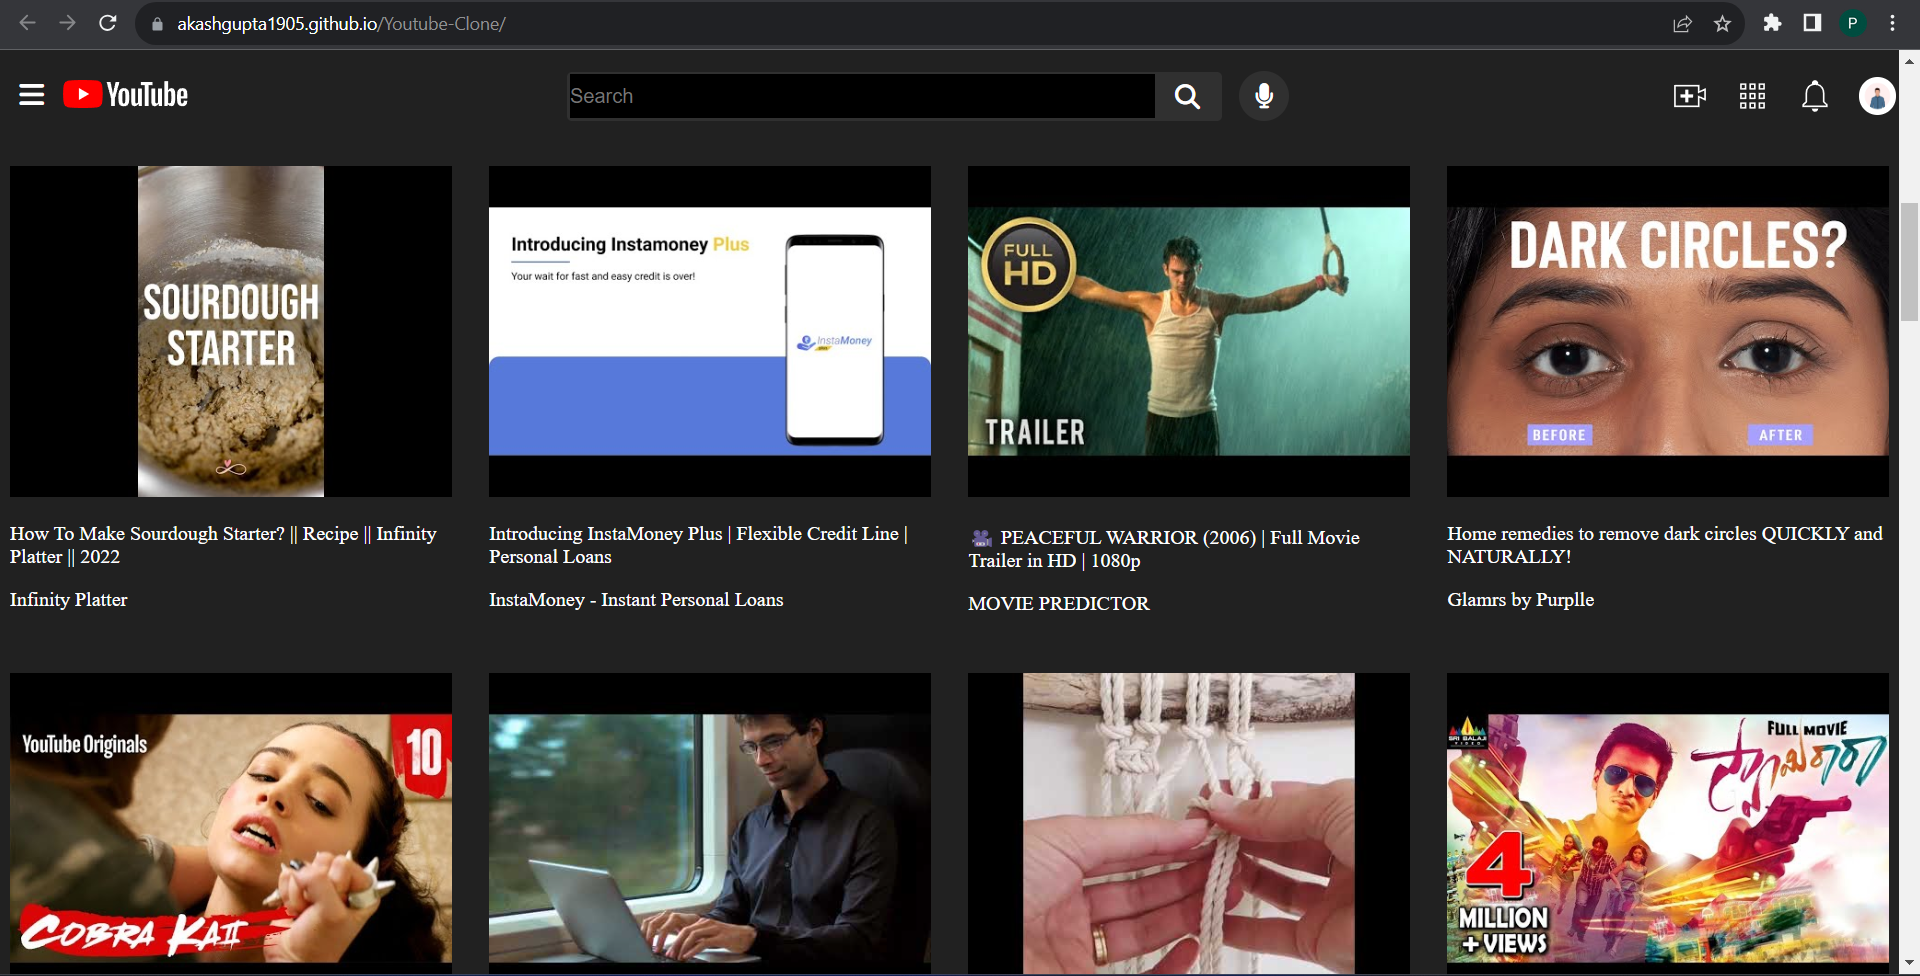 akashgupta1905.github.io/Youtube-Clone/
P
YouTube
Search
SOURDOUGH
STARTER
Introducing Instamoney Plus
Your wait for fast and easy credit is over!
InstaMoney
FULL
HD
TRAILER
DARK CIRCLES?
BEFORE
AFTER
How To Make Sourdough Starter? || Recipe || Infinity
Platter || 2022
Infinity Platter
Introducing InstaMoney Plus | Flexible Credit Line |
Personal Loans
InstaMoney - Instant Personal Loans
🎥 PEACEFUL WARRIOR (2006) | Full Movie
Trailer in HD | 1080p
MOVIE PREDICTOR
Home remedies to remove dark circles QUICKLY and
NATURALLY!
Glamrs by Purplle
YouTube Originals
10
COBRA KAI
SRI BALAJI
VIDEO
FULL MOVIE
స్వామిరారా
4
MILLION
+VIEWS